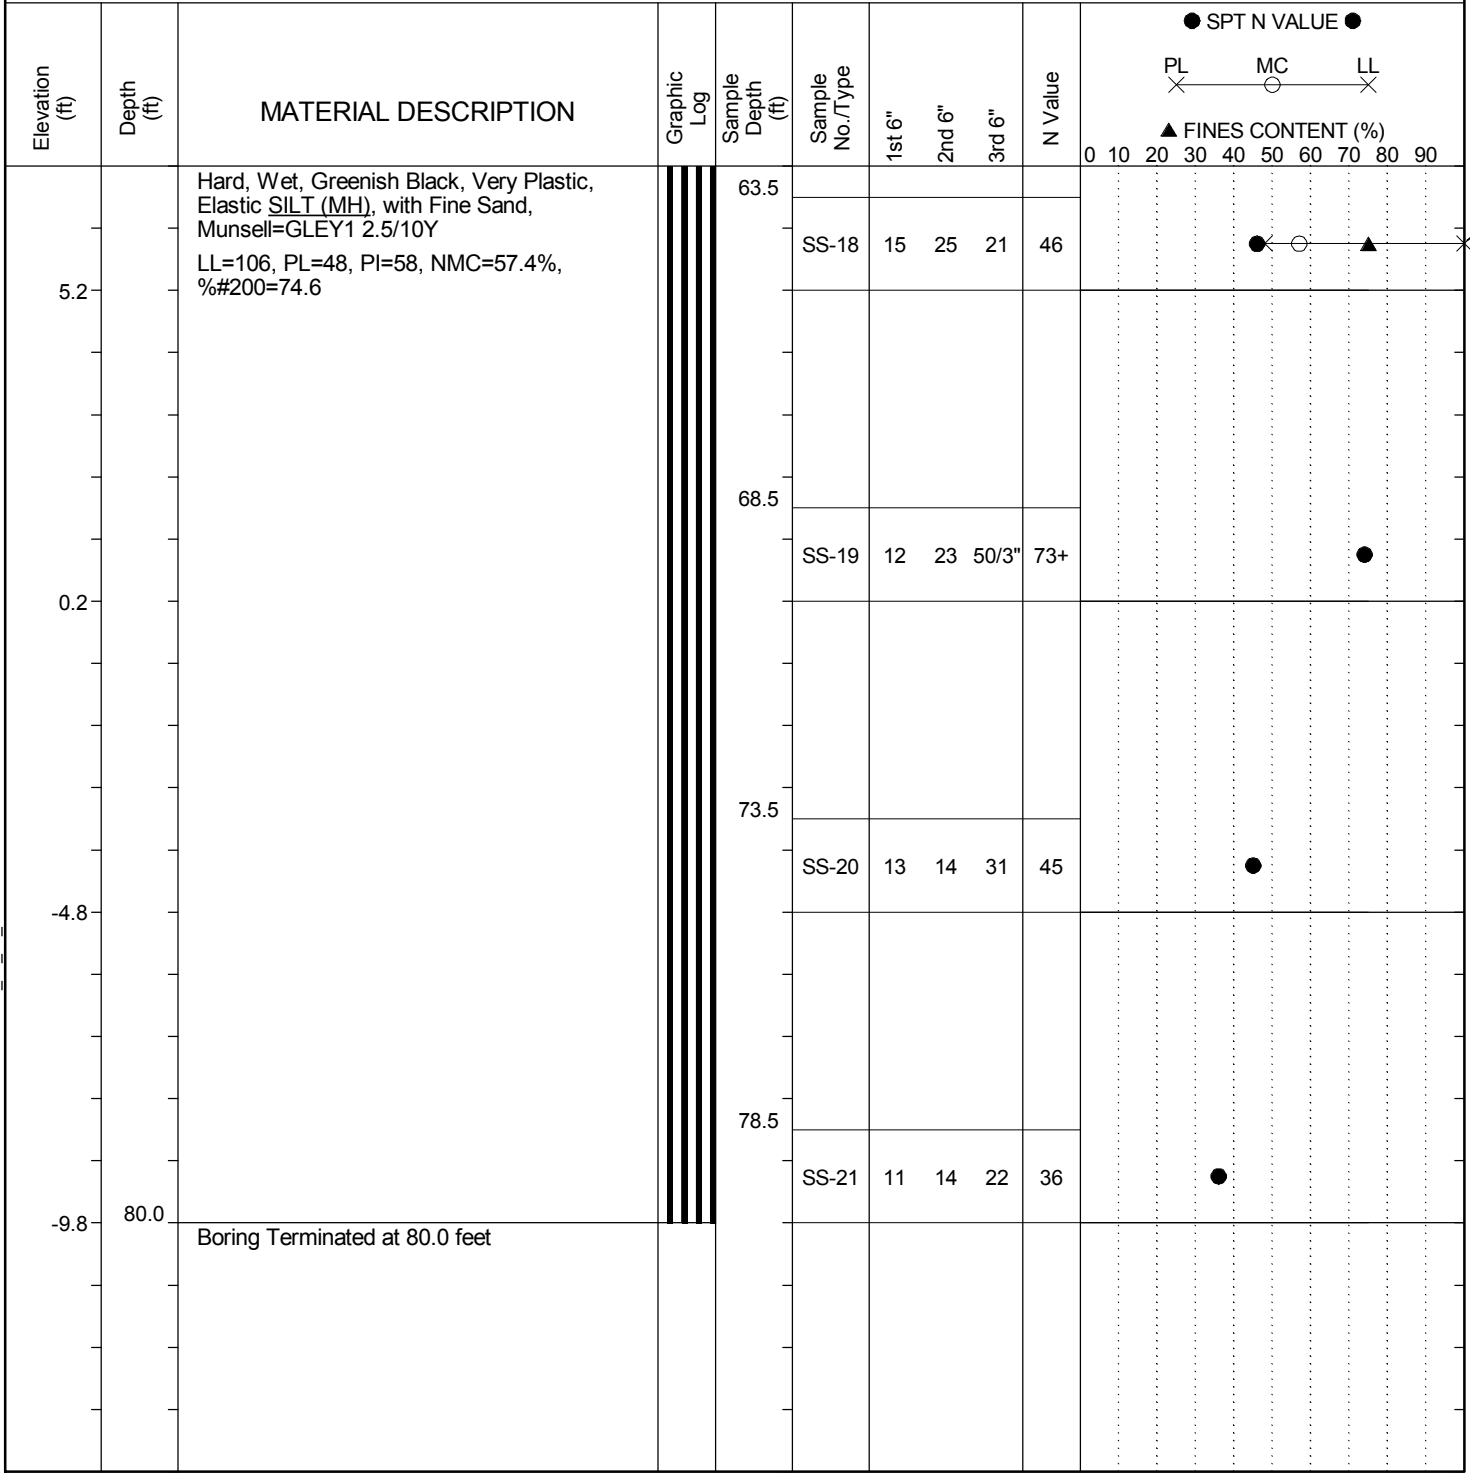 ● SPT N VALUE ●
PL MC LL
▲ FINES CONTENT (%)
0 10 20 30 40 50 60 70 80 90
Elevation
(ft)
Depth
(ft)
MATERIAL DESCRIPTION
Graphic
Log
Sample
Depth
(ft)
Sample
No./Type
1st 6"
2nd 6"
3rd 6"
N Value
Hard, Wet, Greenish Black, Very Plastic,
Elastic SILT (MH), with Fine Sand,
Munsell=GLEY1 2.5/10Y
LL=106, PL=48, PI=58, NMC=57.4%,
%#200=74.6
63.5
SS-18 15 25 21 46
5.2
68.5
SS-19 12 23 50/3" 73+
0.2
73.5
SS-20 13 14 31 45
-4.8
78.5
SS-21 11 14 22 36
-9.8 80.0
Boring Terminated at 80.0 feet